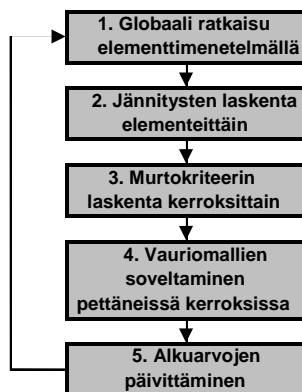 1. Globaali ratkaisu
elementtimenetelmällä
2. Jännitysten laskenta
elementeittäin
3. Murtokriteerin
laskenta kerroksittain
4. Vauriomallien
soveltaminen
pettäneissä kerroksissa
5. Alkuarvojen
päivittäminen